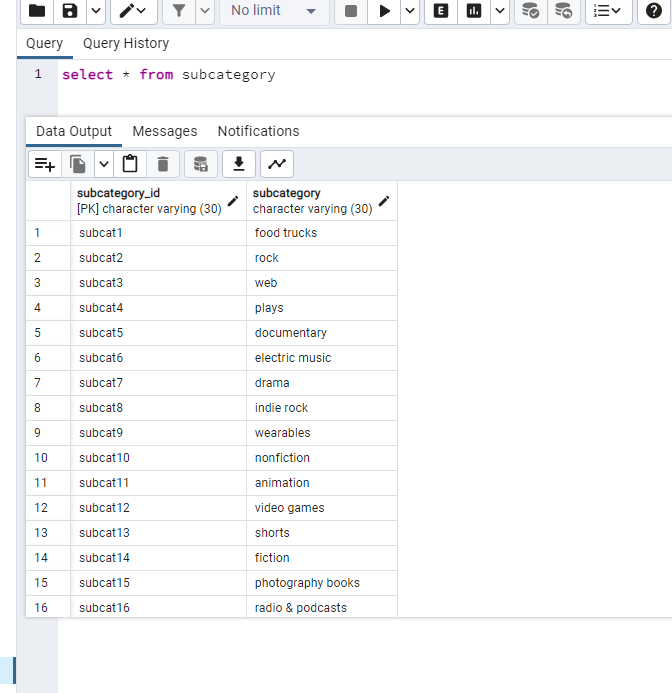 No limit
E
Query Query History
1 select * from subcategory
Data Output Messages Notifications
subcategory_id subcategory
[PK] character varying (30) character varying (30)
1 subcat1 food trucks
2 subcat2 rock
3 subcat3 web
4 subcat4 plays
5 subcat5 documentary
6 subcat6 electric music
7 subcat7 drama
8 subcat8 indie rock
9 subcat9 wearables
10 subcat10 nonfiction
11 subcat11 animation
12 subcat12 video games
13 subcat13 shorts
14 subcat14 fiction
15 subcat15 photography books
16 subcat16 radio & podcasts